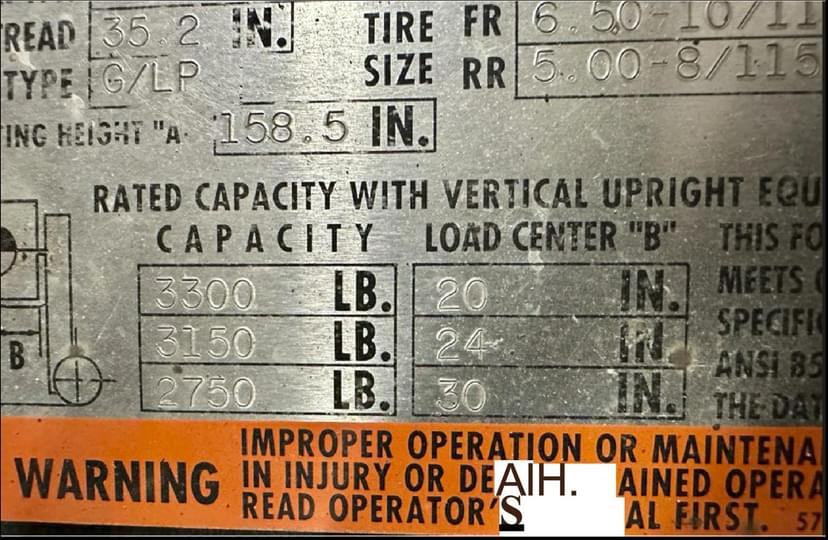 READ 35.2 IN. TIRE FR 6.50-10/11
TYPE G/LP SIZE RR 5.00-8/115
ING HEIGHT "A 158.5 IN.
RATED CAPACITY WITH VERTICAL UPRIGHT EQU
CAPACITY LOAD CENTER "B" THIS FO
3300 LB. 20 IN. MEETS
3150 LB. 24 IN. SPECIFI
B
2750 LB. 30 IN. ANSI B5
THE DAT
WARNING
IMPROPER OPERATION OR MAINTENA
IN INJURY OR DEAIH. AINED OPERA
READ OPERATOR'S AL FIRST. 57